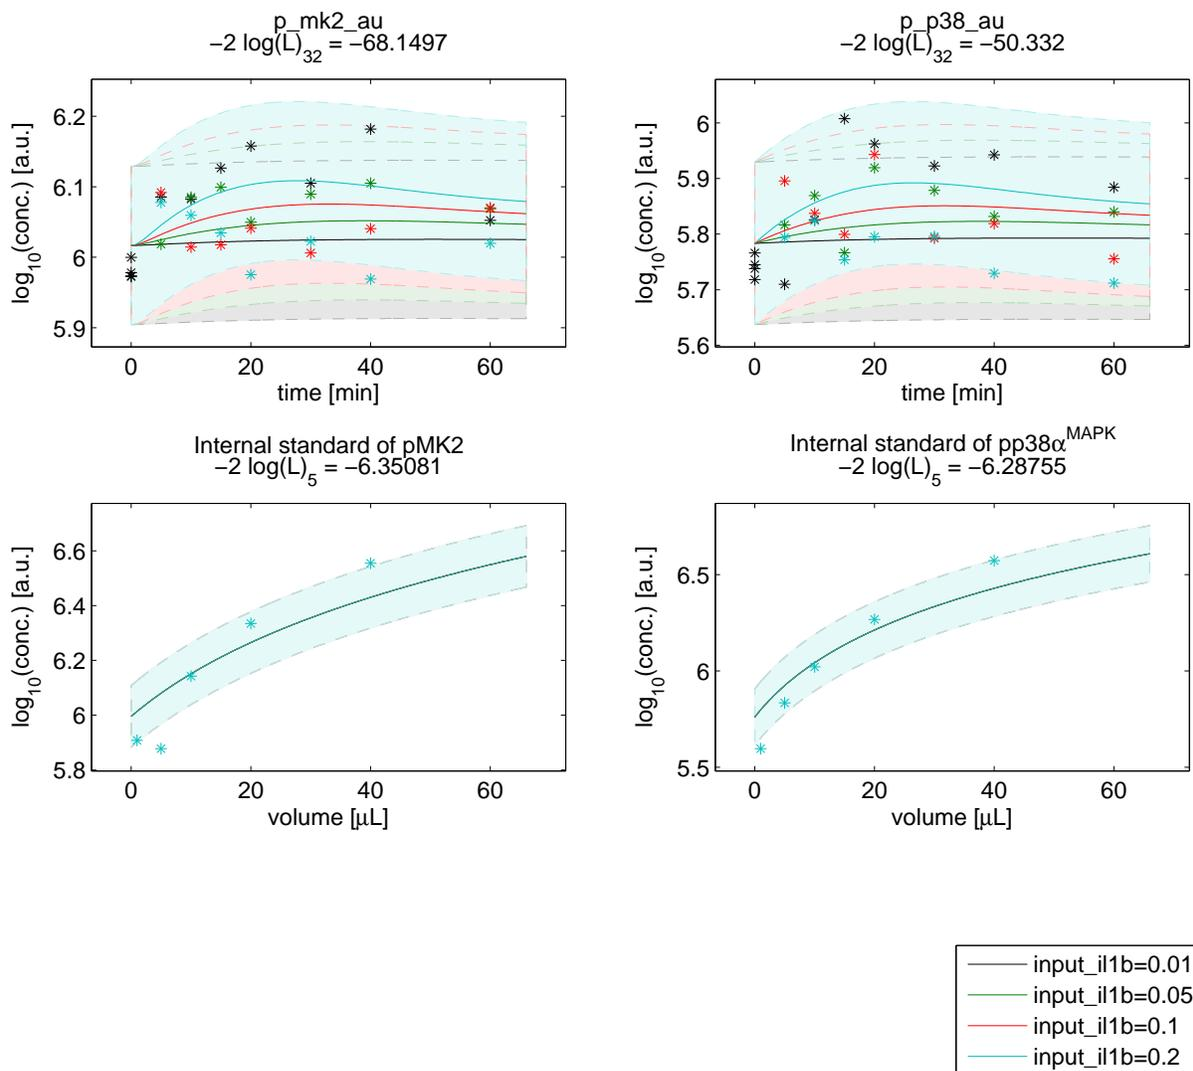 p_mk2_au
−2 log(L)32 = −68.1497
6.2
6.1
6
5.9
log10(conc.) [a.u.]
0 20 40 60
time [min]
p_p38_au
−2 log(L)32 = −50.332
6
5.9
5.8
5.7
5.6
log10(conc.) [a.u.]
0 20 40 60
time [min]
Internal standard of pMK2
−2 log(L)5 = −6.35081
6.6
6.4
6.2
6
5.8
log10(conc.) [a.u.]
0 20 40 60
volume [μL]
Internal standard of pp38αMAPK
−2 log(L)5 = −6.28755
6.5
6
5.5
log10(conc.) [a.u.]
0 20 40 60
volume [μL]
input_il1b=0.01
input_il1b=0.05
input_il1b=0.1
input_il1b=0.2